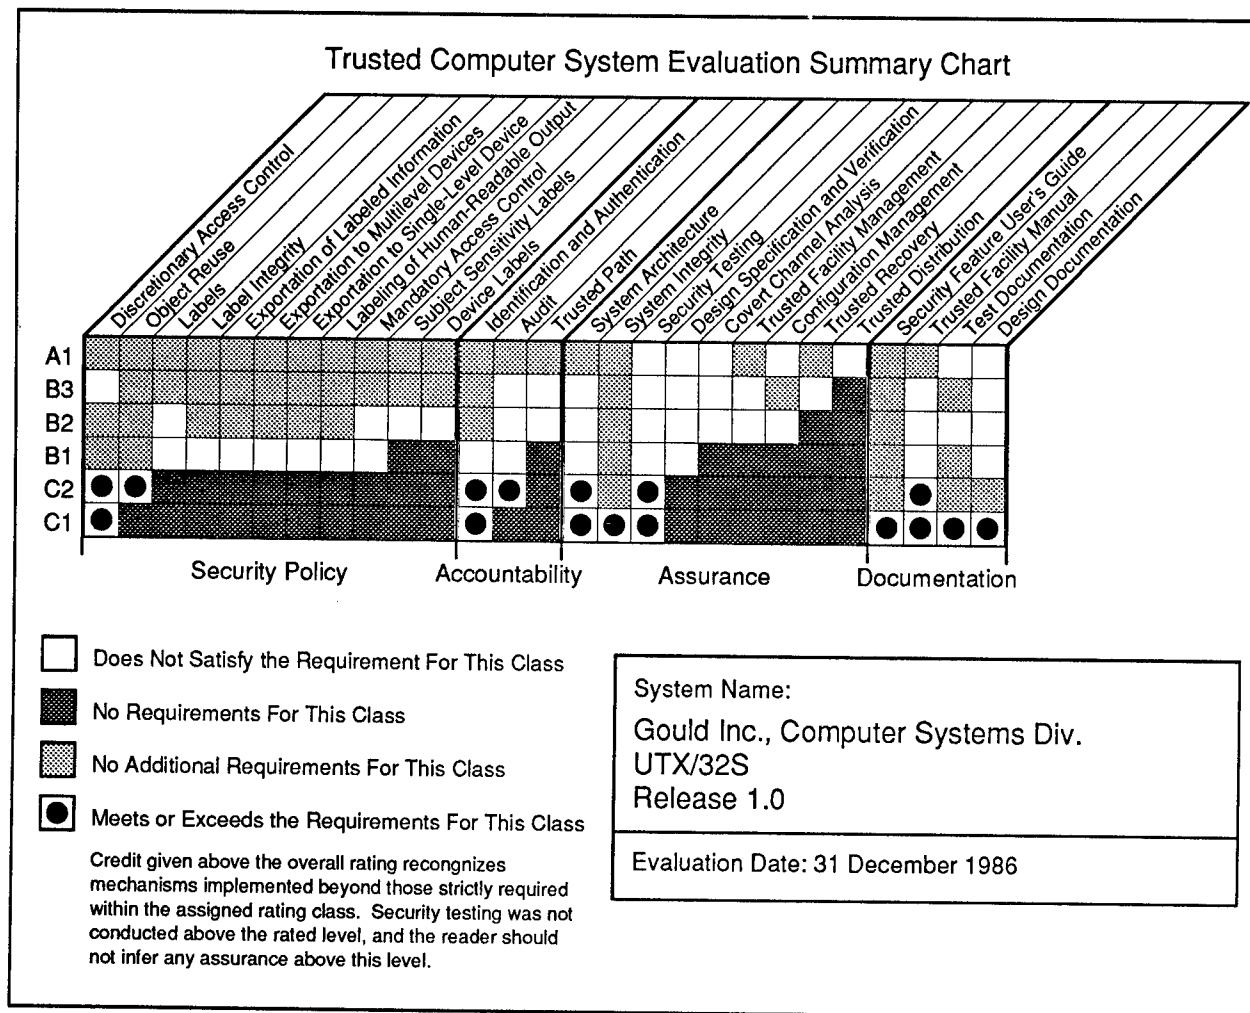 Trusted Computer System Evaluation Summary Chart
Discretionary Access Control
Object Reuse
Labels
Label Integrity
Exportation of Labeled Information
Exportation to Multilevel Devices
Exportation to Single-Level Device
Labeling of Human-Readable Output
Mandatory Access Control
Subject Sensitivity Labels
Device Labels
Identification and Authentication
Audit
Trusted Path
System Architecture
System Integrity
Security Testing
Design Specification and Verification
Covert Channel Analysis
Trusted Facility Management
Configuration Management
Trusted Recovery
Trusted Distribution
Security Feature User's Guide
Trusted Facility Manual
Test Documentation
Design Documentation
A1
B3
B2
B1
C2
C1
Security Policy
Accountability
Assurance
Documentation
Does Not Satisfy the Requirement For This Class
No Requirements For This Class
No Additional Requirements For This Class
Meets or Exceeds the Requirements For This Class
Credit given above the overall rating recongnizes
mechanisms implemented beyond those strictly required
within the assigned rating class. Security testing was not
conducted above the rated level, and the reader should
not infer any assurance above this level.
System Name:
Gould Inc., Computer Systems Div.
UTX/32S
Release 1.0
Evaluation Date: 31 December 1986